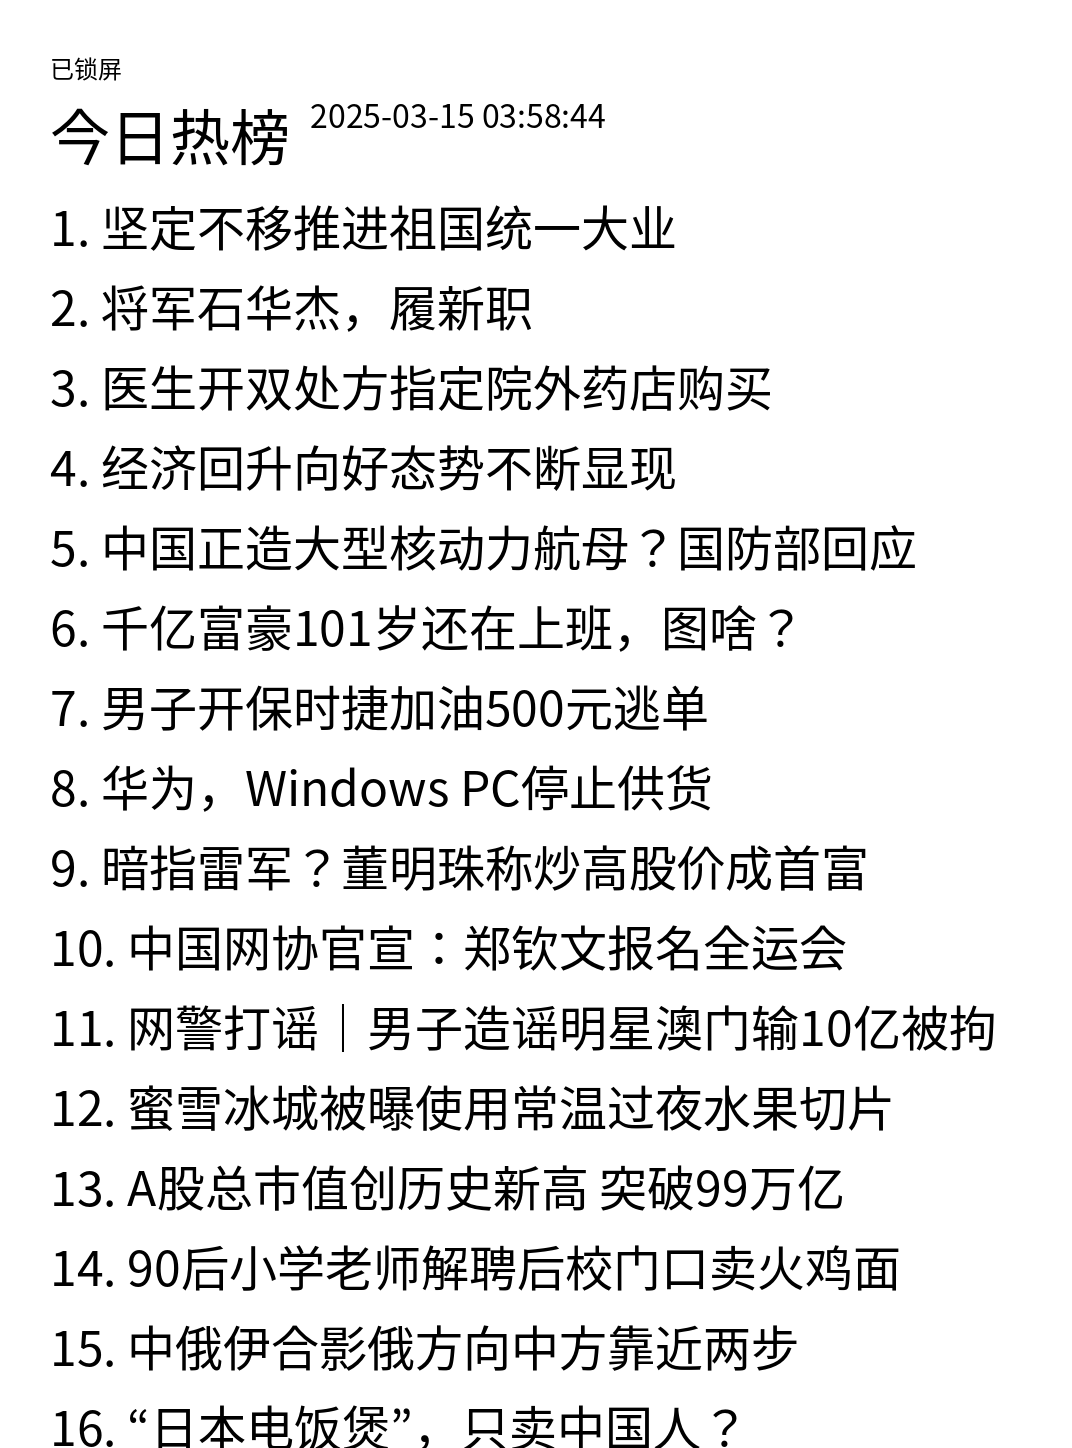 已锁屏
今日热榜 2025-03-15 03:58:44
1. 坚定不移推进祖国统一大业
2. 将军石华杰，履新职
3. 医生开双处方指定院外药店购买
4. 经济回升向好态势不断显现
5. 中国正造大型核动力航母？国防部回应
6. 千亿富豪101岁还在上班，图啥？
7. 男子开保时捷加油500元逃单
8. 华为，Windows PC停止供货
9. 暗指雷军？董明珠称炒高股价成首富
10. 中国网协官宣：郑钦文报名全运会
11. 网警打谣｜男子造谣明星澳门输10亿被拘
12. 蜜雪冰城被曝使用常温过夜水果切片
13. A股总市值创历史新高 突破99万亿
14. 90后小学老师解聘后校门口卖火鸡面
15. 中俄伊合影俄方向中方靠近两步
16. “日本电饭煲”，只卖中国人？